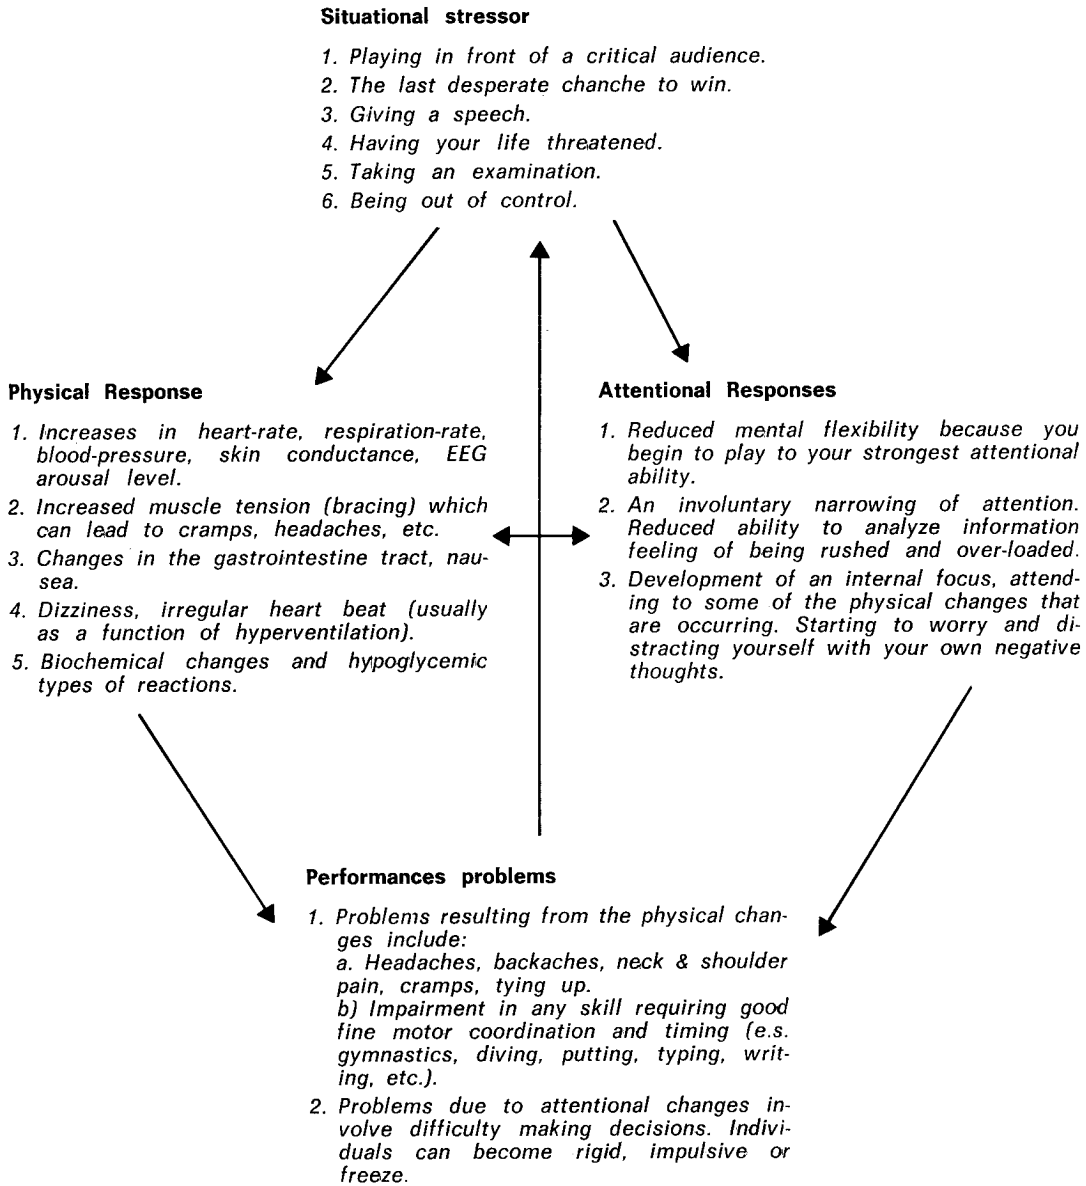 Situational stressor
1. Playing in front of a critical audience.
2. The last desperate chanche to win.
3. Giving a speech.
4. Having your life threatened.
5. Taking an examination.
6. Being out of control.
Physical Response
1. Increases in heart-rate, respiration-rate,
blood-pressure, skin conductance, EEG
arousal level.
2. Increased muscle tension (bracing) which
can lead to cramps, headaches, etc.
3. Changes in the gastrointestine tract, nau-
sea.
4. Dizziness, irregular heart beat (usually
as a function of hyperventilation).
5. Biochemical changes and hypoglycemic
types of reactions.
Attentional Responses
1. Reduced mental flexibility because you
begin to play to your strongest attentional
ability.
2. An involuntary narrowing of attention.
Reduced ability to analyze information
feeling of being rushed and over-loaded.
3. Development of an internal focus, attend-
ing to some of the physical changes that
are occurring. Starting to worry and di-
stracting yourself with your own negative
thoughts.
Performances problems
1. Problems resulting from the physical chan-
ges include:
a. Headaches, backaches, neck & shoulder
pain, cramps, tying up.
b) Impairment in any skill requiring good
fine motor coordination and timing (e.s.
gymnastics, diving, putting, typing, writ-
ing, etc.).
2. Problems due to attentional changes in-
volve difficulty making decisions. Indivi-
duals can become rigid, impulsive or
freeze.